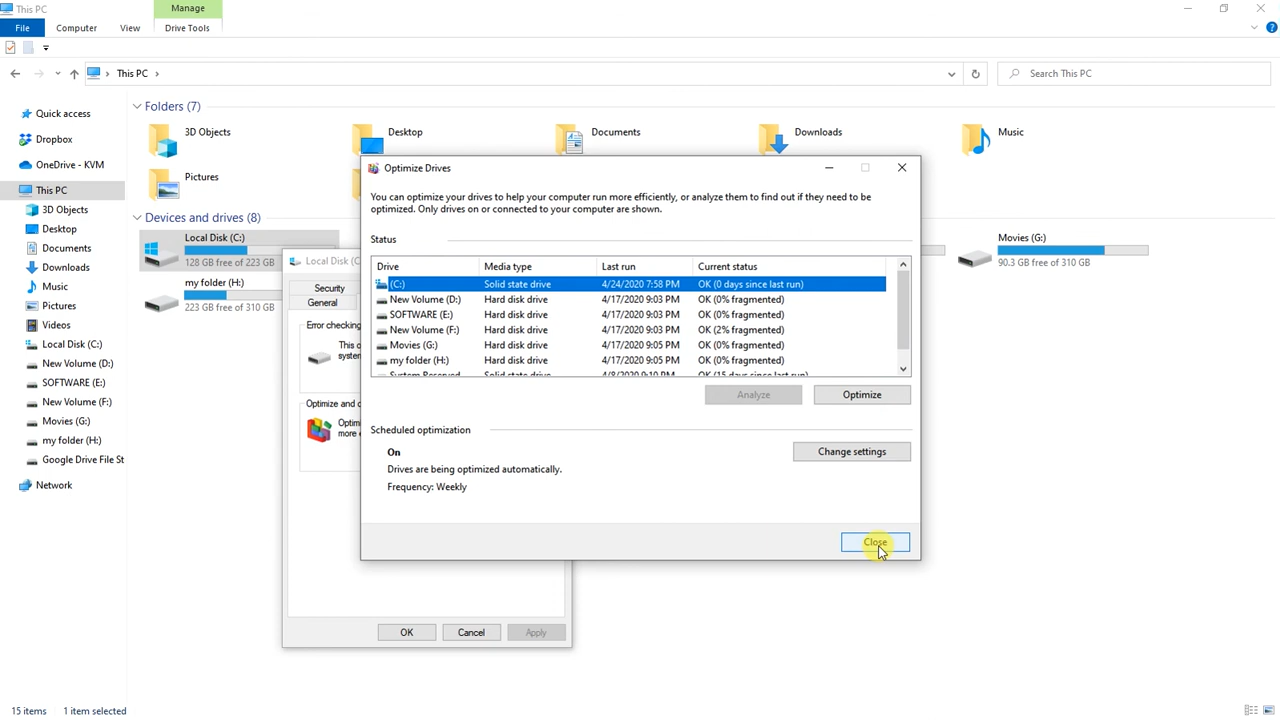 This PC
Manage
File
Computer
View
Drive Tools
This PC
Search This PC
Quick access
Dropbox
OneDrive - KVM
This PC
3D Objects
Desktop
Documents
Downloads
Music
Pictures
Videos
Local Disk (C:)
New Volume (D:)
SOFTWARE (E:)
New Volume (F:)
Movies (G:)
my folder (H:)
Google Drive File St
Network
Folders (7)
3D Objects
Desktop
Documents
Downloads
Music
Pictures
Devices and drives (8)
Local Disk (C:)
128 GB free of 223 GB
Movies (G:)
90.3 GB free of 310 GB
my folder (H:)
223 GB free of 310 GB
Local Disk (C
Security
General
Error checking
This o
system
Optimize and d
Optimi
more e
OK
Cancel
Apply
Optimize Drives
You can optimize your drives to help your computer run more efficiently, or analyze them to find out if they need to be
optimized. Only drives on or connected to your computer are shown.
Status
Drive Media type Last run Current status
(C:) Solid state drive 4/24/2020 7:58 PM OK (0 days since last run)
New Volume (D:) Hard disk drive 4/17/2020 9:03 PM OK (0% fragmented)
SOFTWARE (E:) Hard disk drive 4/17/2020 9:03 PM OK (0% fragmented)
New Volume (F:) Hard disk drive 4/17/2020 9:03 PM OK (2% fragmented)
Movies (G:) Hard disk drive 4/17/2020 9:05 PM OK (0% fragmented)
my folder (H:) Hard disk drive 4/17/2020 9:05 PM OK (0% fragmented)
System Reserved Solid state drive 4/8/2020 9:10 PM OK (15 days since last run)
Analyze
Optimize
Scheduled optimization
On
Change settings
Drives are being optimized automatically.
Frequency: Weekly
Close
15 items
1 item selected